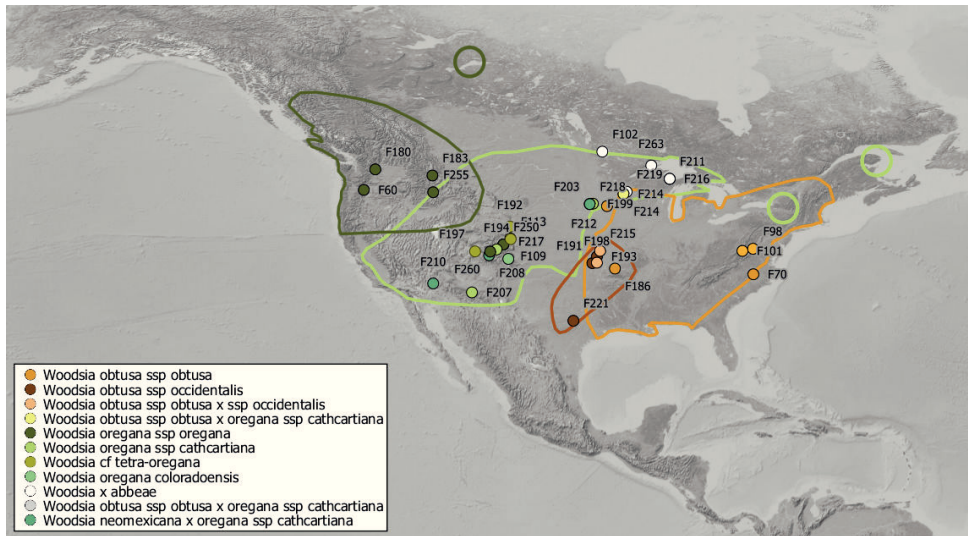 F102
F263
F180
F183
F211
F255
F219
F216
F60
F203
F218
F214
F192
F199
F214
F213
F212
F197
F194
F250
F215
F98
F217
F191
F198
F101
F210
F109
F193
F260
F208
F70
F186
F207
F221
Woodsia obtusa ssp obtusa
Woodsia obtusa ssp occidentalis
Woodsia obtusa ssp obtusa x ssp occidentalis
Woodsia obtusa ssp obtusa x oregana ssp cathcartiana
Woodsia oregana ssp oregana
Woodsia oregana ssp cathcartiana
Woodsia cf tetra-oregana
Woodsia oregana coloradoensis
Woodsia x abbeae
Woodsia obtusa ssp obtusa x oregana ssp cathcartiana
Woodsia neomexicana x oregana ssp cathcartiana